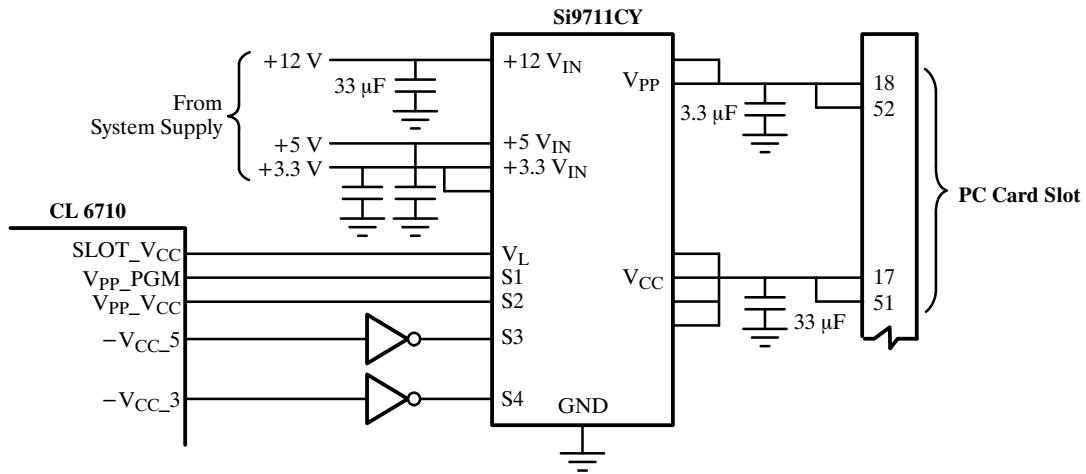 Si9711CY
+12 V
+12 VIN
33 µF
From
System Supply
+5 V
+5 VIN
+3.3 V
+3.3 VIN
VPP
3.3 µF
18
52
PC Card Slot
CL 6710
SLOT_VCC
VL
VPP_PGM
S1
VCC
17
VPP_VCC
S2
51
33 µF
−VCC_5
S3
−VCC_3
S4
GND